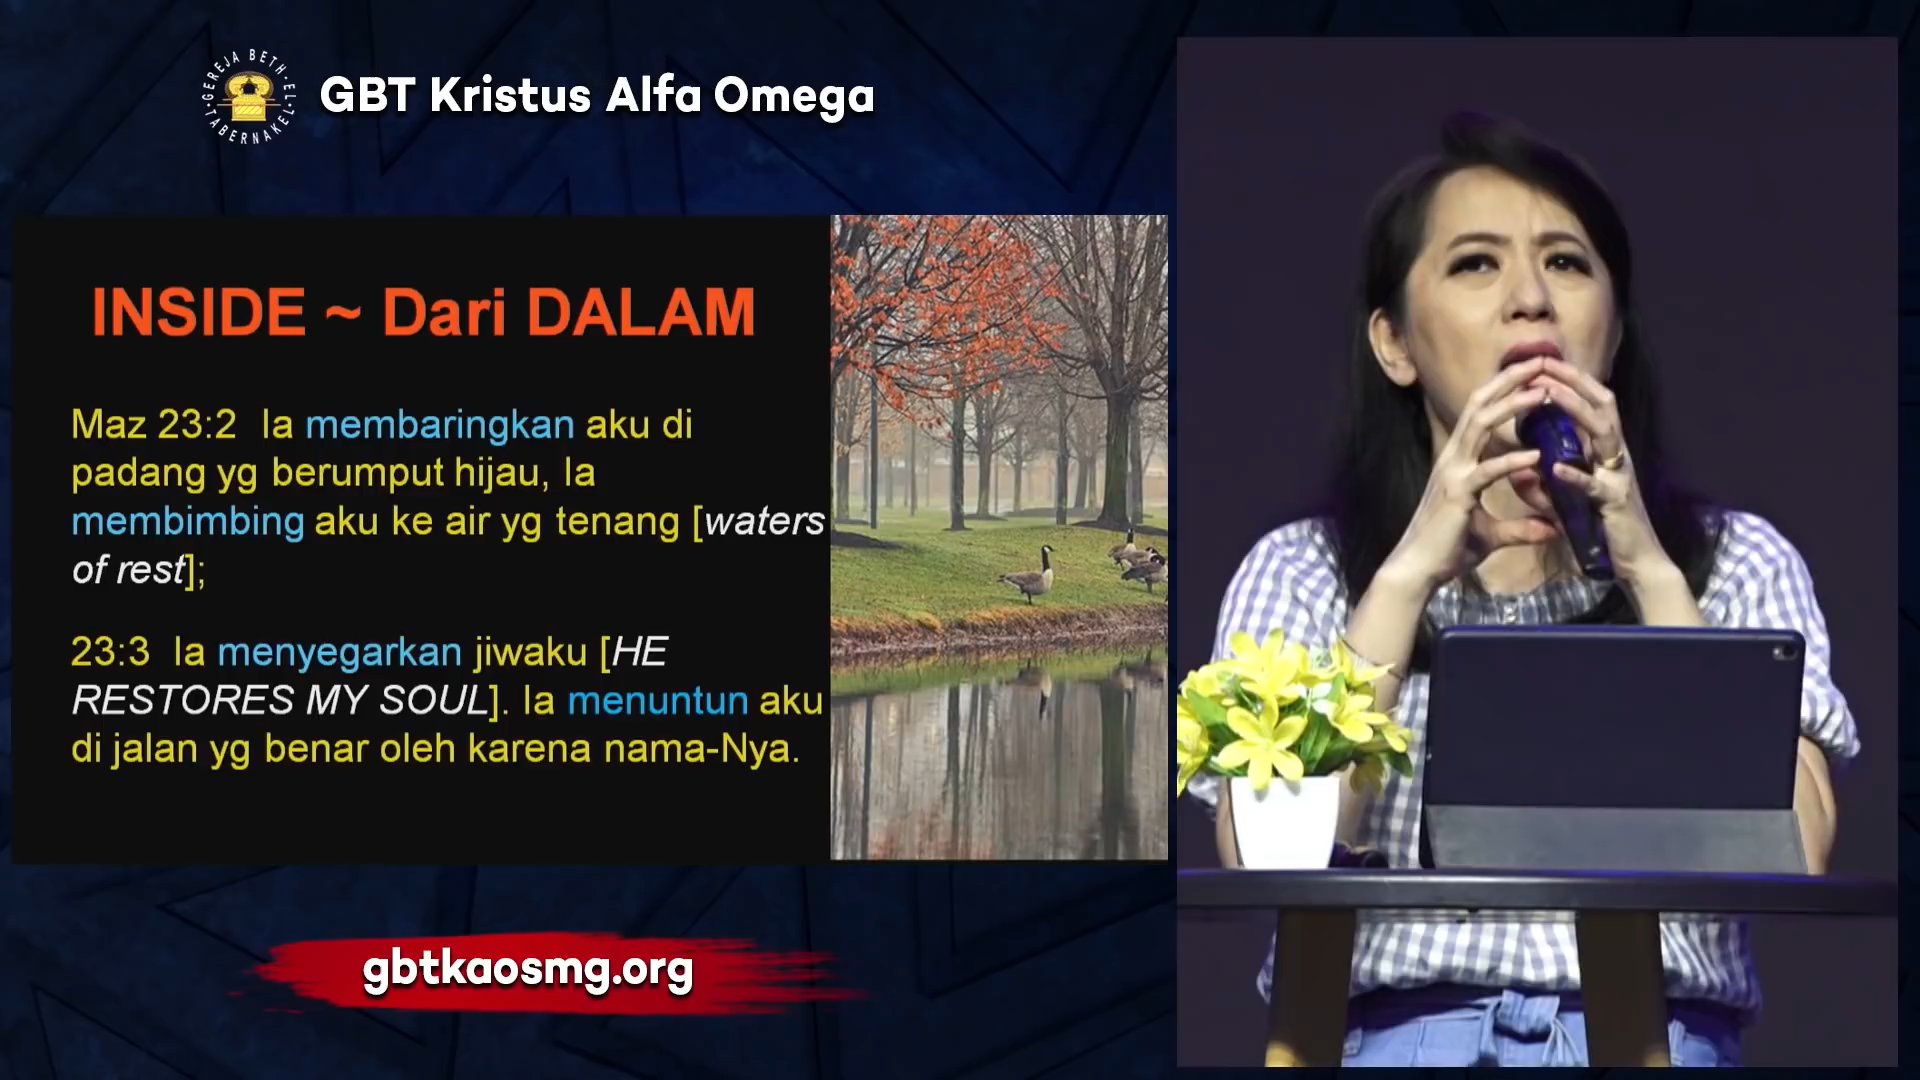 GEREJA BETH-EL
TABERNAKEL
GBT Kristus Alfa Omega
INSIDE ~ Dari DALAM
Maz 23:2 Ia membaringkan aku di
padang yg berumput hijau, Ia
membimbing aku ke air yg tenang [waters
of rest];
23:3 Ia menyegarkan jiwaku [HE
RESTORES MY SOUL]. Ia menuntun aku
di jalan yg benar oleh karena nama-Nya.
gbtkaosmg.org